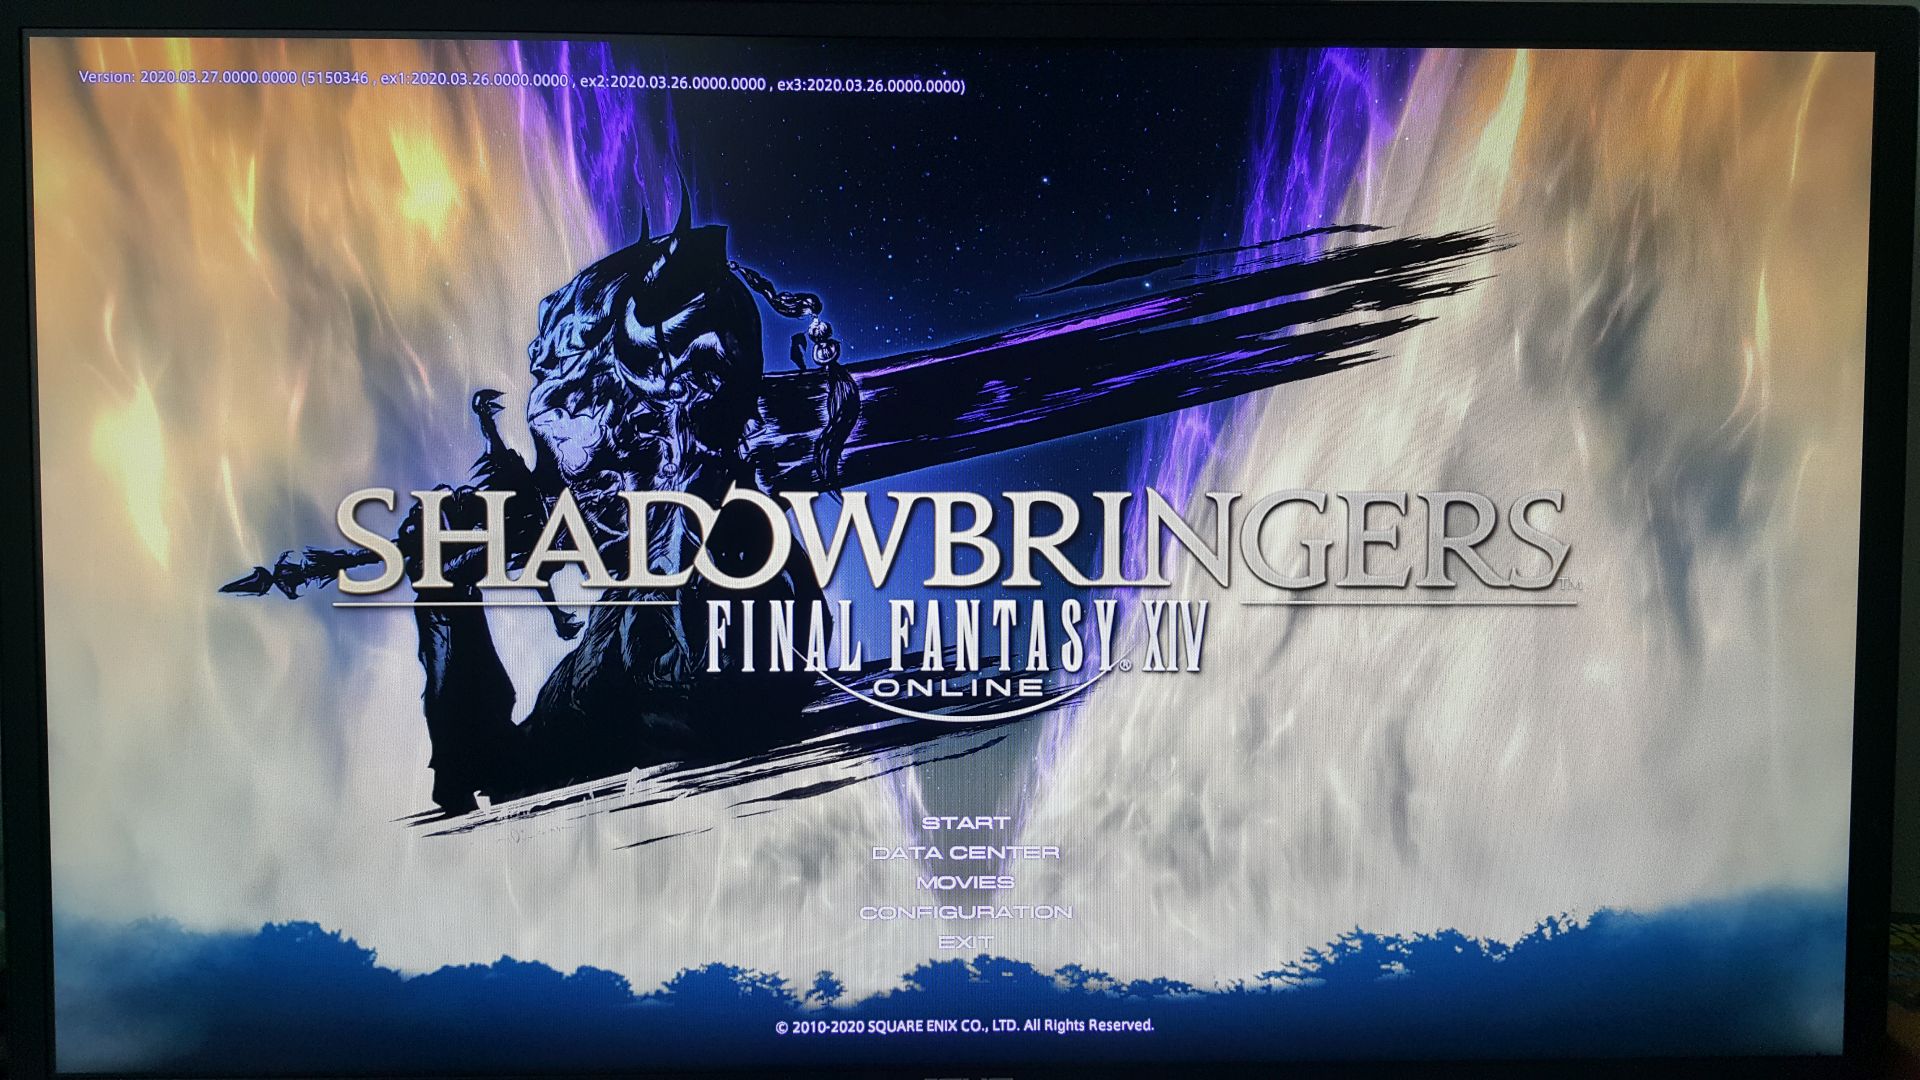 Version: 2020.03.27.0000.0000 (5150346 , ex1:2020.03.26.0000.0000 , ex2:2020.03.26.0000.0000 , ex3:2020.03.26.0000.0000)
SHADOWBRINGERS™
FINAL FANTASY® XIV
ONLINE
START
DATA CENTER
MOVIES
CONFIGURATION
EXIT
© 2010-2020 SQUARE ENIX CO., LTD. All Rights Reserved.